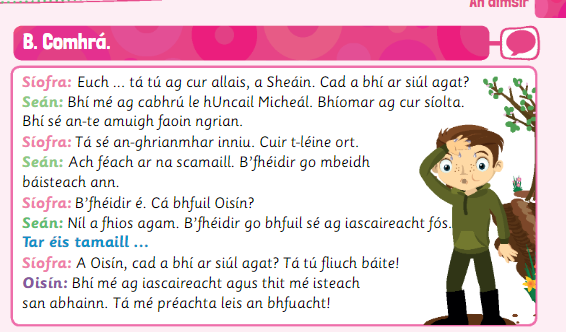 An aimsir
B. Comhrá.
Síofra: Euch ... tá tú ag cur allais, a Sheáin. Cad a bhí ar siúl agat?
Seán: Bhí mé ag cabhrú le hUncail Micheál. Bhíomar ag cur síolta.
Bhí sé an-te amuigh faoin ngrian.
Síofra: Tá sé an-ghrianmhar inniu. Cuir t-léine ort.
Seán: Ach féach ar na scamaill. B'fhéidir go mbeidh
báisteach ann.
Síofra: B'fhéidir é. Cá bhfuil Oisín?
Seán: Níl a fhios agam. B'fhéidir go bhfuil sé ag iascaireacht fós.
Tar éis tamaill ...
Síofra: A Oisín, cad a bhí ar siúl agat? Tá tú fliuch báite!
Oisín: Bhí mé ag iascaireacht agus thit mé isteach
san abhainn. Tá mé préachta leis an bhfuacht!